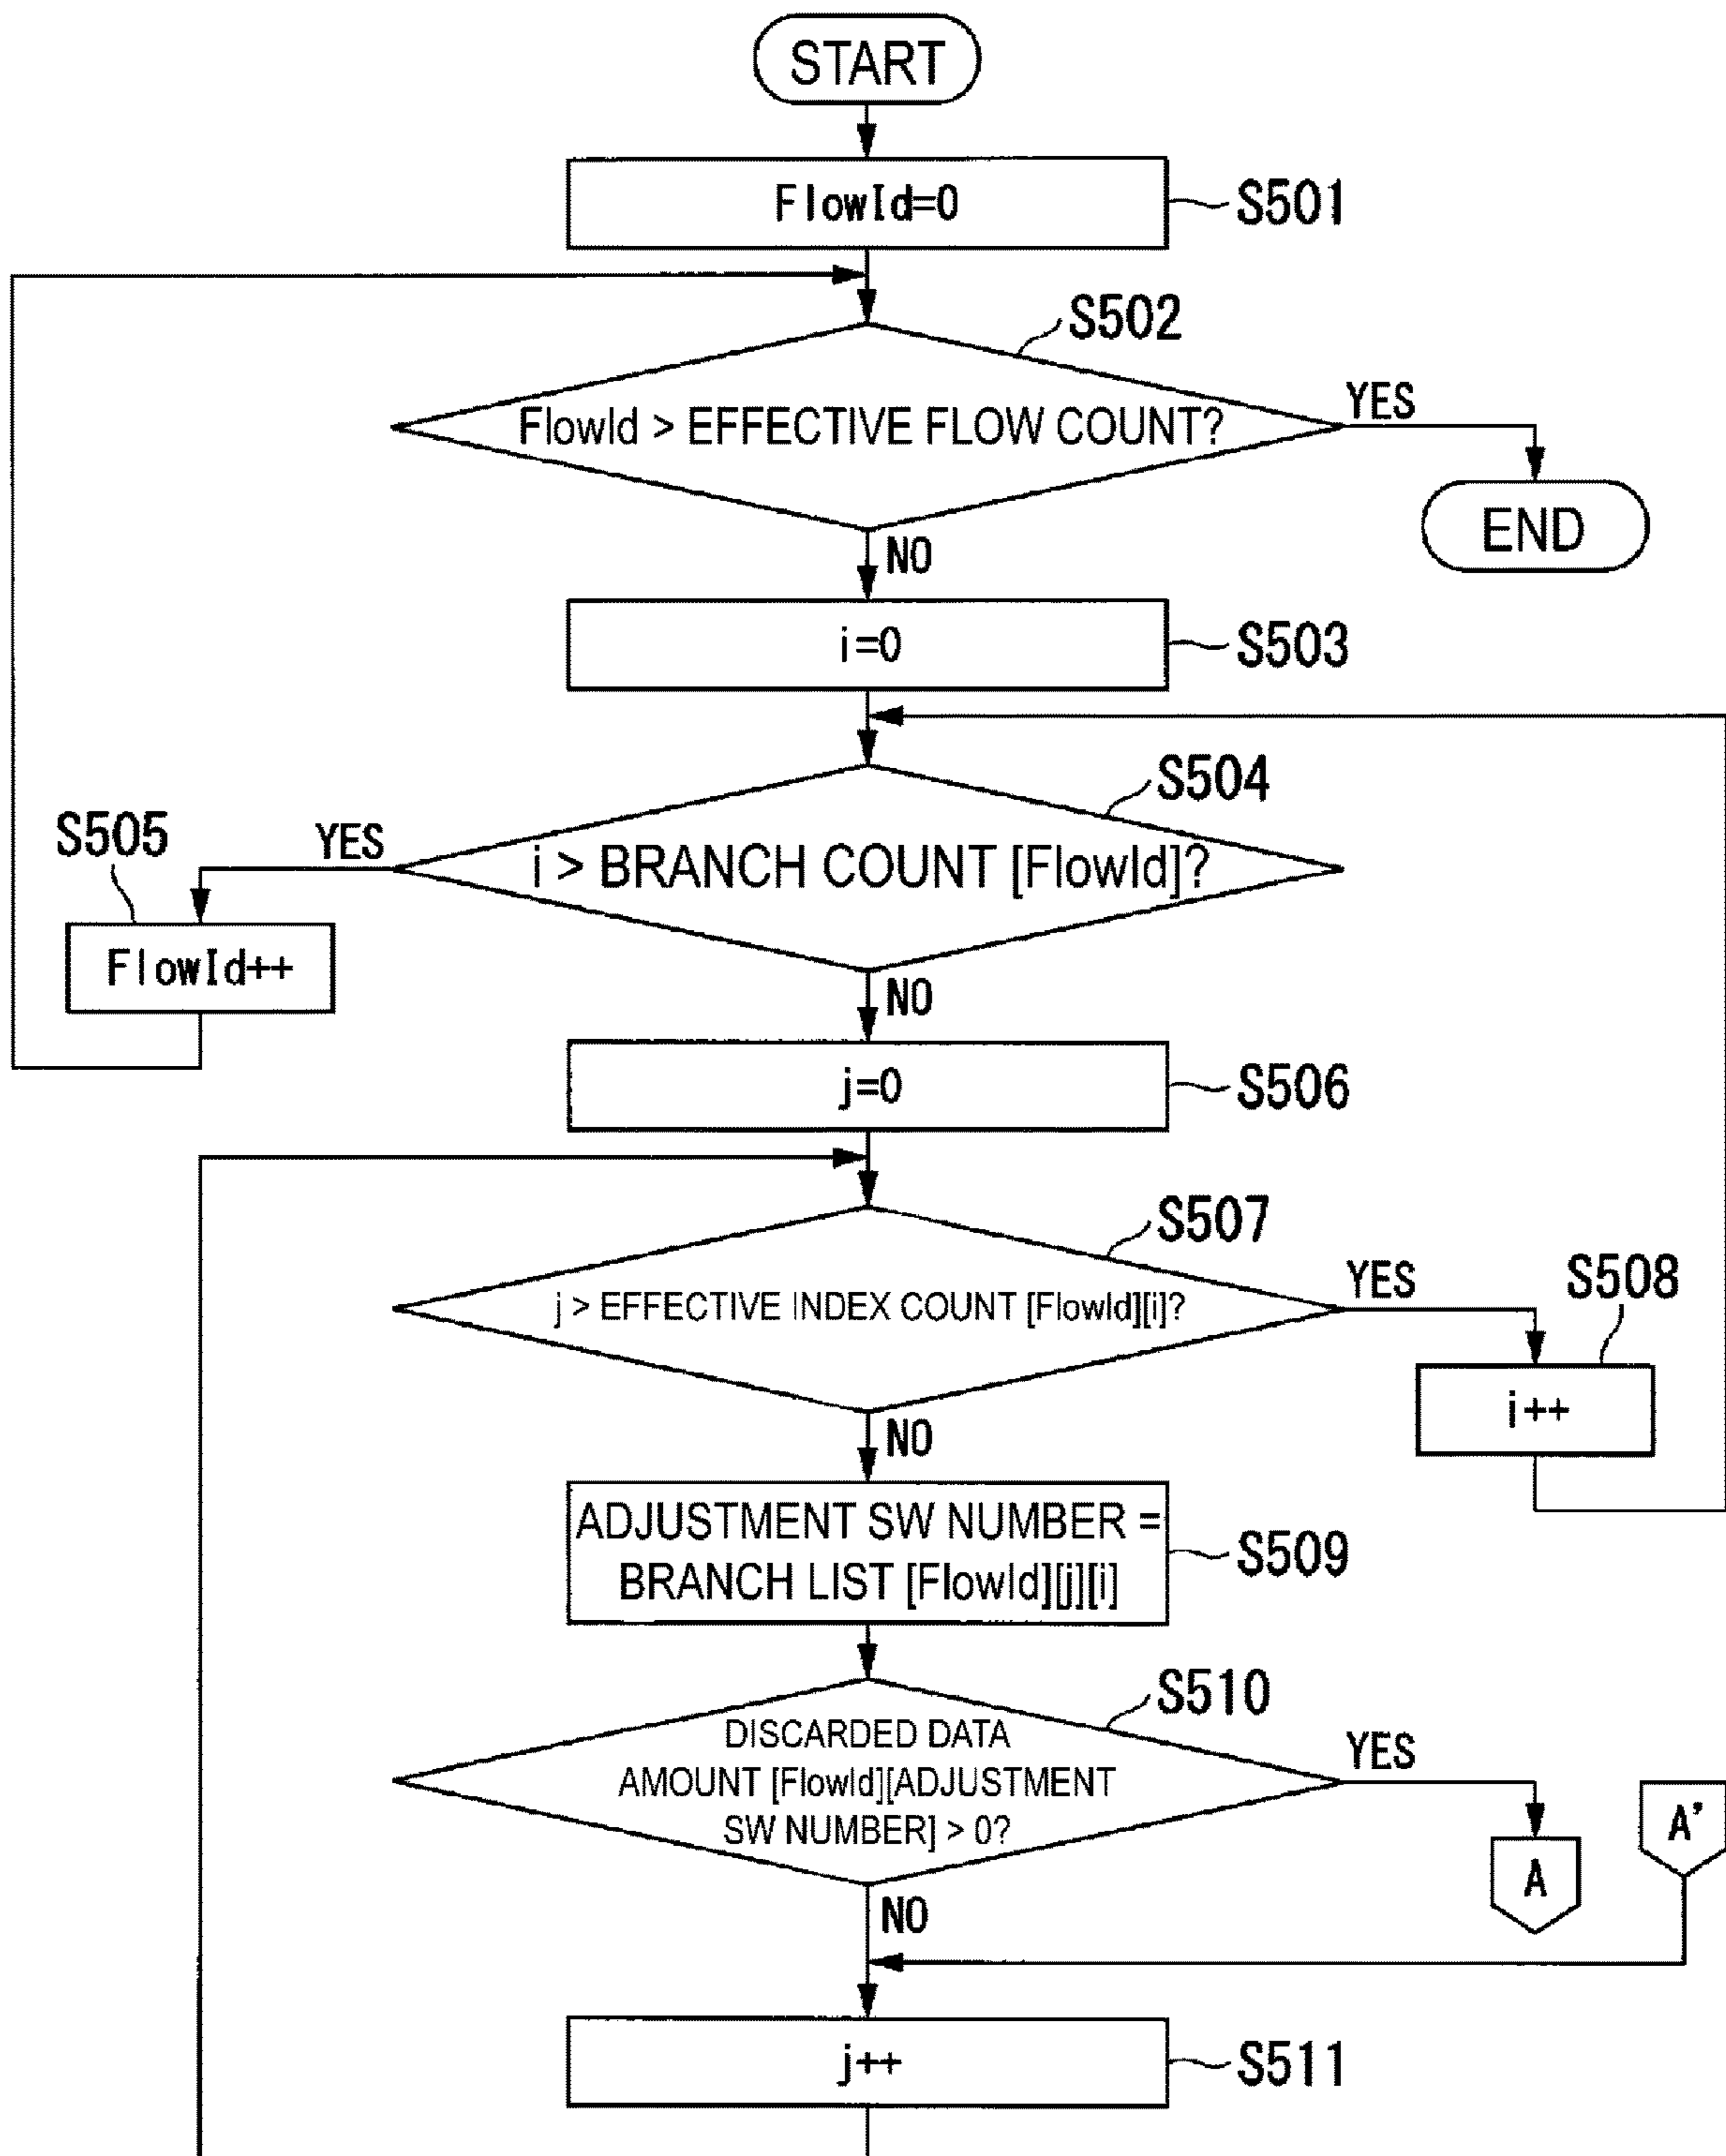 START
FlowId=0
S501
S502
FlowId > EFFECTIVE FLOW COUNT?
YES
END
NO
i=0
S503
S504
S505
YES
i > BRANCH COUNT [FlowId]?
FlowId++
NO
j=0
S506
S507
j > EFFECTIVE INDEX COUNT [FlowId][i]?
YES
S508
i++
NO
ADJUSTMENT SW NUMBER =
BRANCH LIST [FlowId][j][i]
S509
S510
DISCARDED DATA
AMOUNT [FlowId][ADJUSTMENT
SW NUMBER] > 0?
YES
A
A'
NO
j++
S511